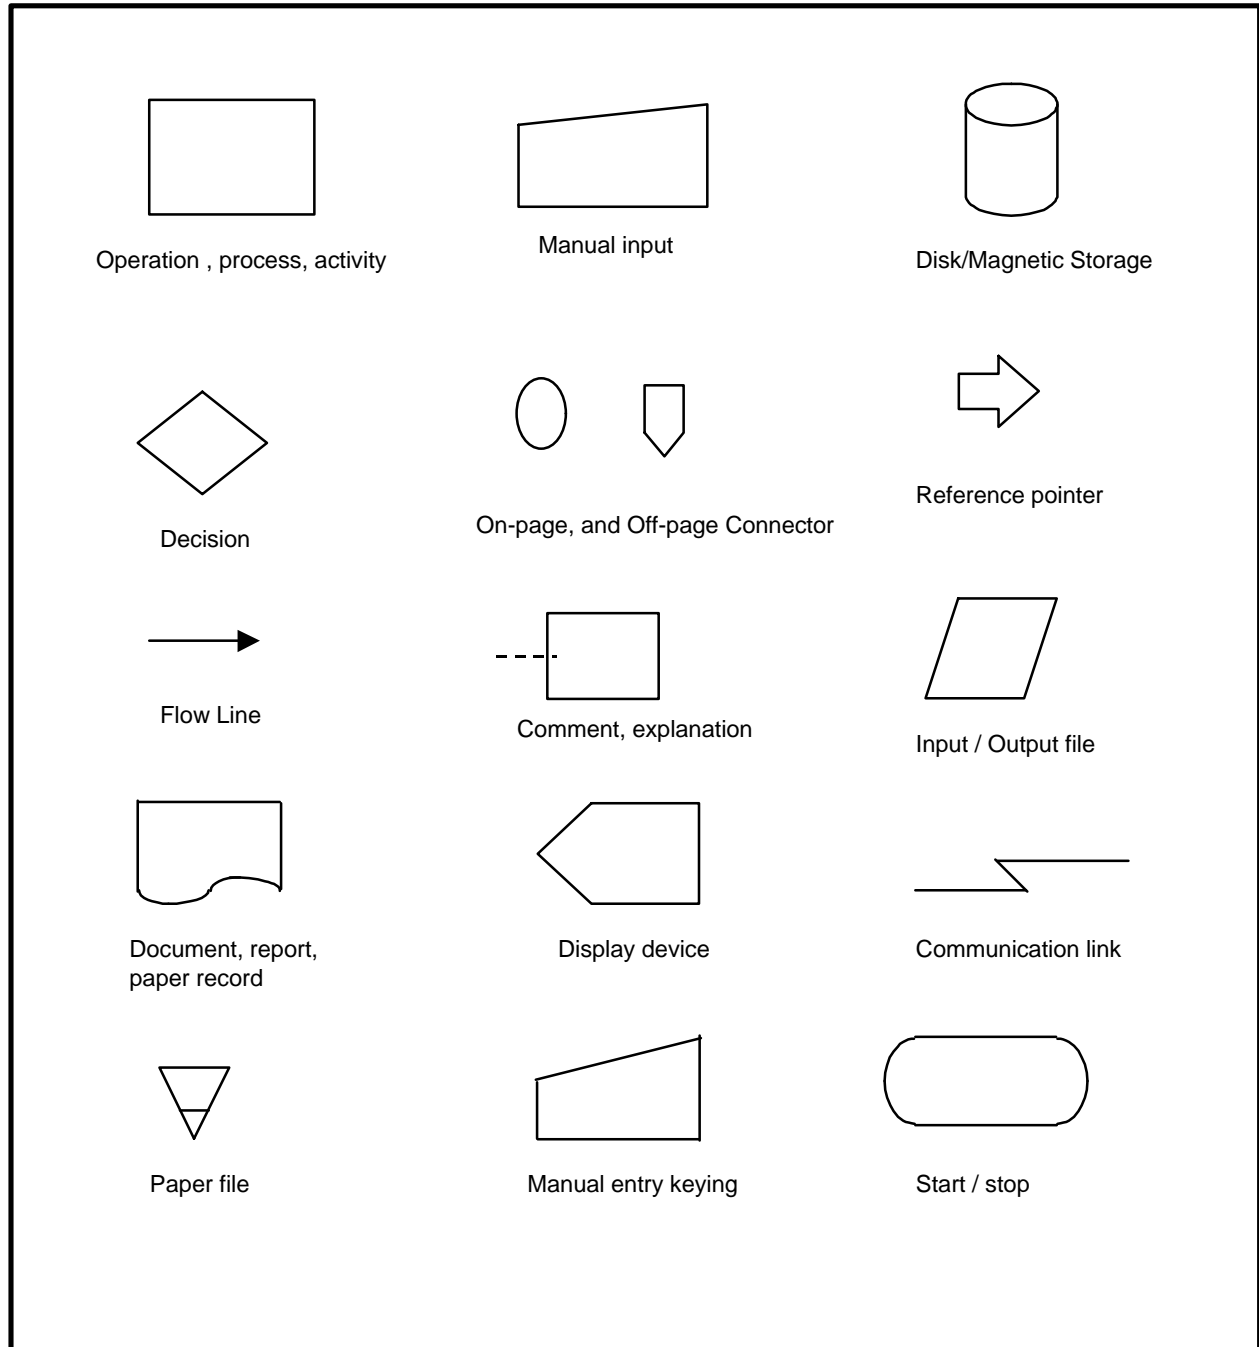 Operation , process, activity
Manual input
Disk/Magnetic Storage
Decision
On-page, and Off-page Connector
Reference pointer
Flow Line
Comment, explanation
Input / Output file
Document, report,
paper record
Display device
Communication link
Paper file
Manual entry keying
Start / stop